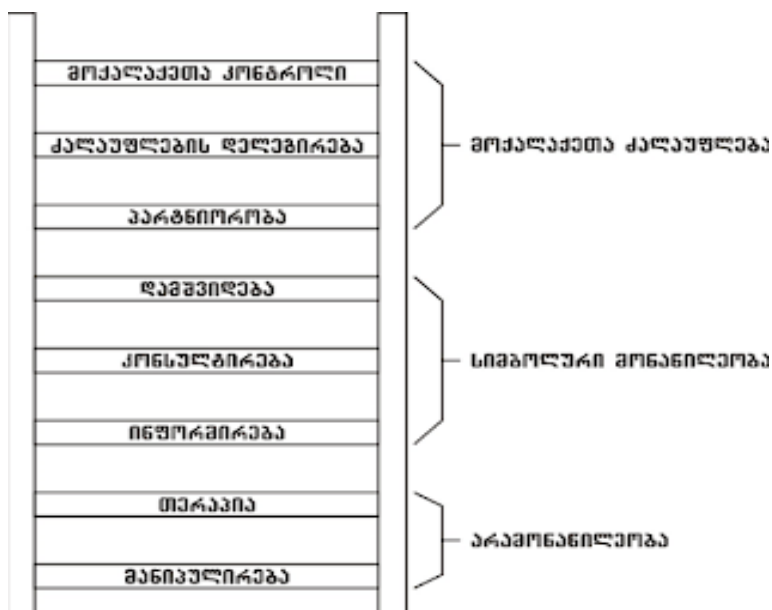 მოქალაქეთა კონტროლი
ძალაუფლების დელეგირება
მოქალაქეთა ძალაუფლება
პარტნიორობა
დამშვიდება
კონსულტირება
სიმბოლური მონაწილეობა
ინფორმირება
თერაპია
არამონაწილეობა
მანიპულირება